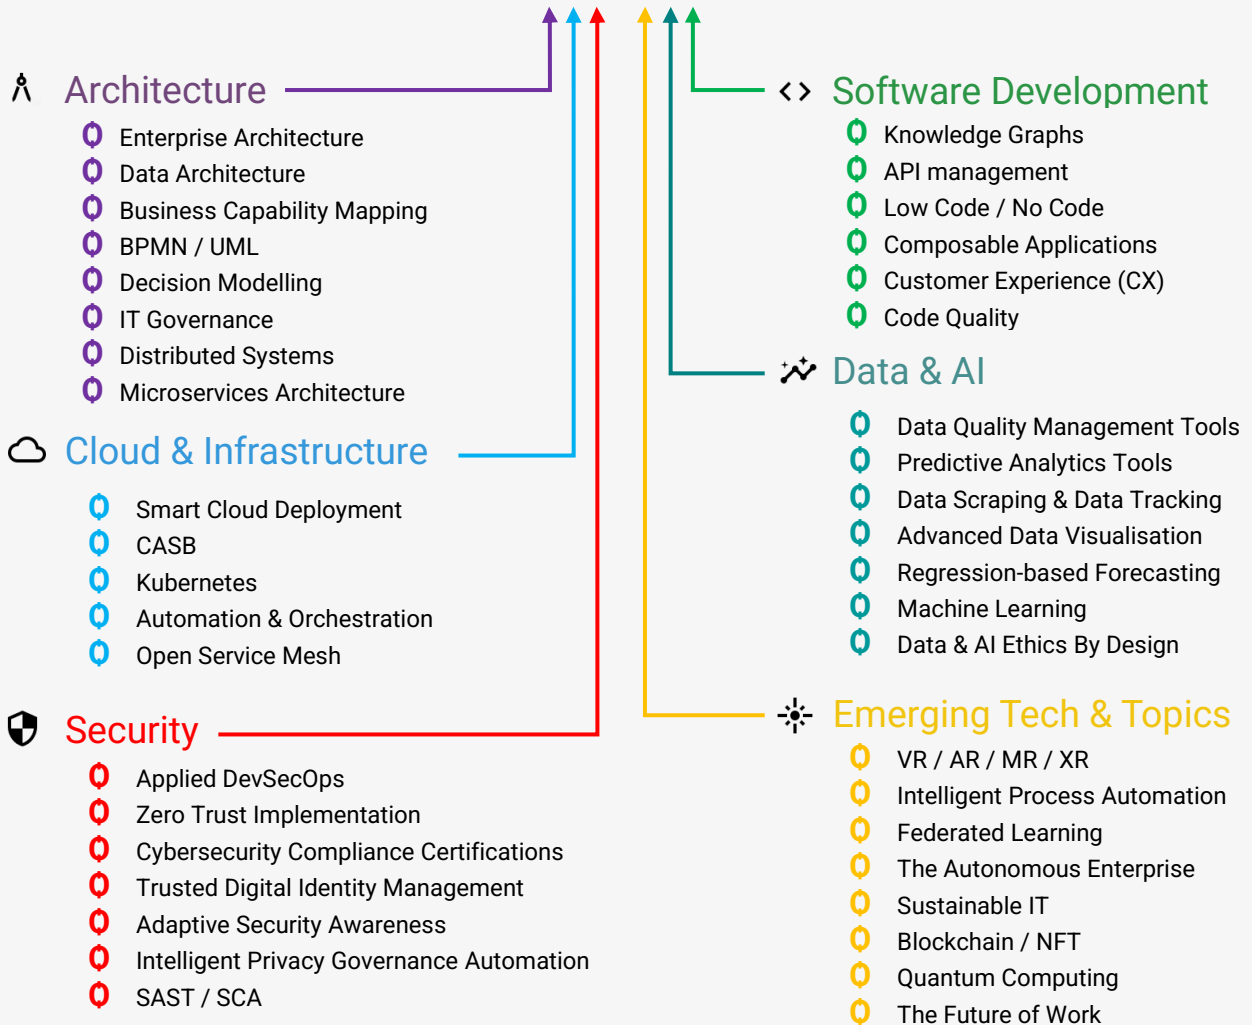 Architecture
Enterprise Architecture
Data Architecture
Business Capability Mapping
BPMN / UML
Decision Modelling
IT Governance
Distributed Systems
Microservices Architecture
Cloud & Infrastructure
Smart Cloud Deployment
CASB
Kubernetes
Automation & Orchestration
Open Service Mesh
Security
Applied DevSecOps
Zero Trust Implementation
Cybersecurity Compliance Certifications
Trusted Digital Identity Management
Adaptive Security Awareness
Intelligent Privacy Governance Automation
SAST / SCA
Software Development
Knowledge Graphs
API management
Low Code / No Code
Composable Applications
Customer Experience (CX)
Code Quality
Data & AI
Data Quality Management Tools
Predictive Analytics Tools
Data Scraping & Data Tracking
Advanced Data Visualisation
Regression-based Forecasting
Machine Learning
Data & AI Ethics By Design
Emerging Tech & Topics
VR / AR / MR / XR
Intelligent Process Automation
Federated Learning
The Autonomous Enterprise
Sustainable IT
Blockchain / NFT
Quantum Computing
The Future of Work